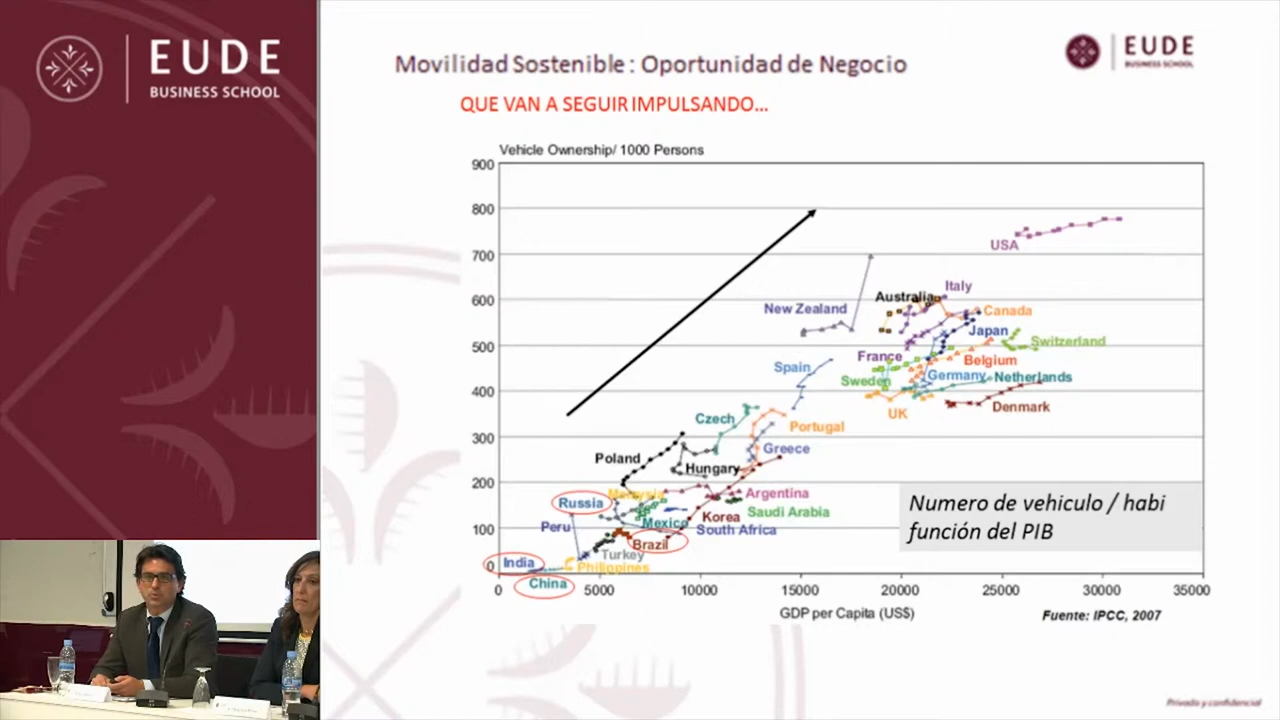 EUDE
BUSINESS SCHOOL
Movilidad Sostenible : Oportunidad de Negocio
EUDE
BUSINESS SCHOOL
QUE VAN A SEGUIR IMPULSANDO...
Vehicle Ownership/ 1000 Persons
900
800
700
600
500
400
300
200
100
0
USA
Italy
Australia
New Zealand
Canada
Japan
Switzerland
France
Belgium
Spain
Germany
Netherlands
Sweden
UK
Denmark
Czech
Portugal
Greece
Poland
Hungary
Malaysia
Argentina
Russia
Saudi Arabia
Korea
Mexico
Peru
South Africa
Brazil
Turkey
India
Philippines
China
Numero de vehiculo / habi
función del PIB
0
5000
10000
15000
20000
25000
30000
35000
GDP per Capita (US$)
Fuente: IPCC, 2007
Privado y confidencial